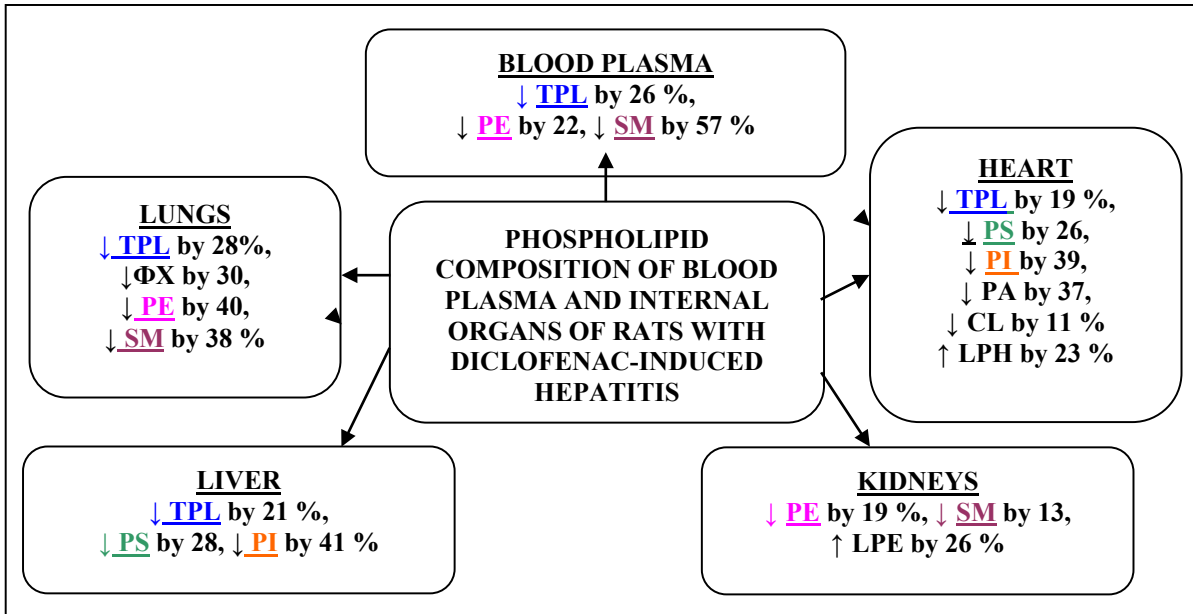 BLOOD PLASMA
↓ TPL by 26 %,
↓ PE by 22, ↓ SM by 57 %
LUNGS
↓ TPL by 28%,
↓ФХ by 30,
↓ PE by 40,
↓ SM by 38 %
PHOSPHOLIPID
COMPOSITION OF BLOOD
PLASMA AND INTERNAL
ORGANS OF RATS WITH
DICLOFENAC-INDUCED
HEPATITIS
HEART
↓ TPL by 19 %,
↓ PS by 26,
↓ PI by 39,
↓ PA by 37,
↓ CL by 11 %
↑ LPH by 23 %
LIVER
↓ TPL by 21 %,
↓ PS by 28, ↓ PI by 41 %
KIDNEYS
↓ PE by 19 %, ↓ SM by 13,
↑ LPE by 26 %